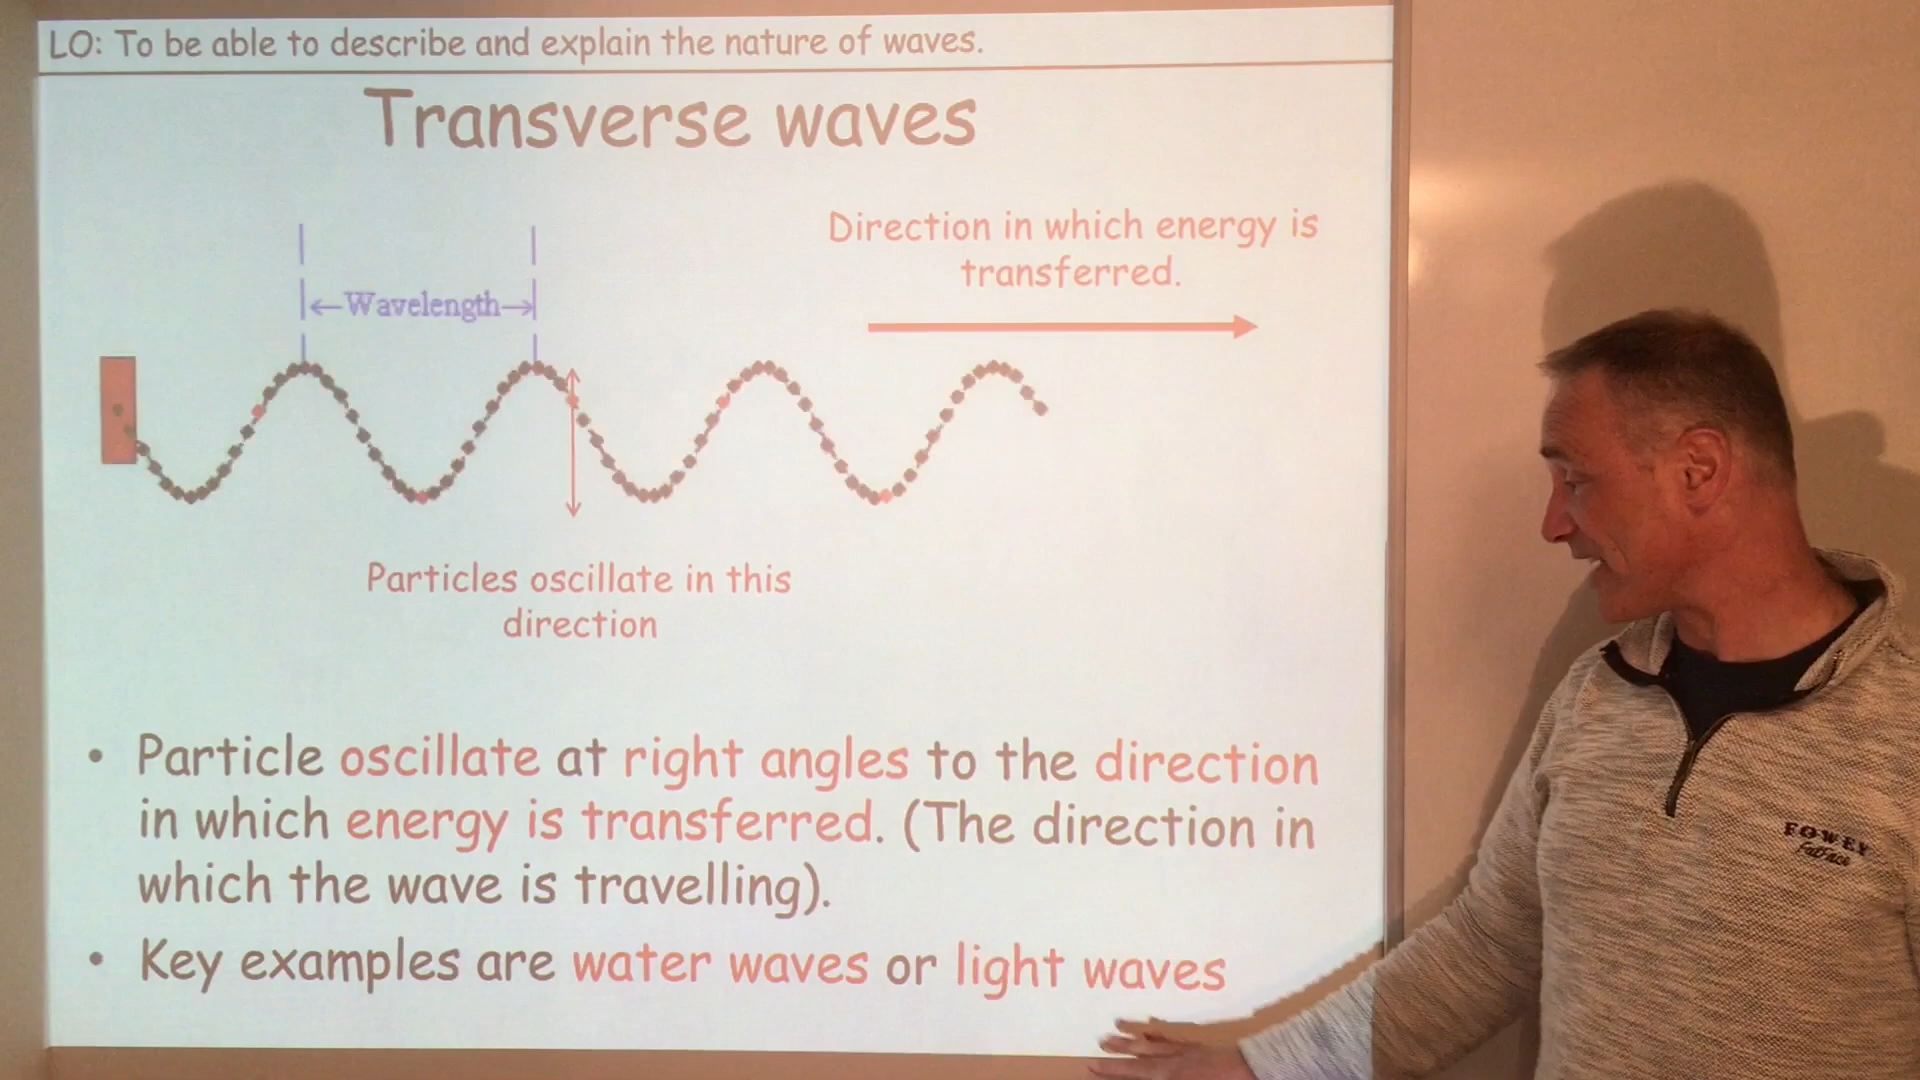 LO: To be able to describe and explain the nature of waves.
Transverse waves
Direction in which energy is
transferred.
←Wavelength→
Particles oscillate in this
direction
• Particle oscillate at right angles to the direction
in which energy is transferred. (The direction in
which the wave is travelling).
• Key examples are water waves or light waves
FOWEY
FatFace